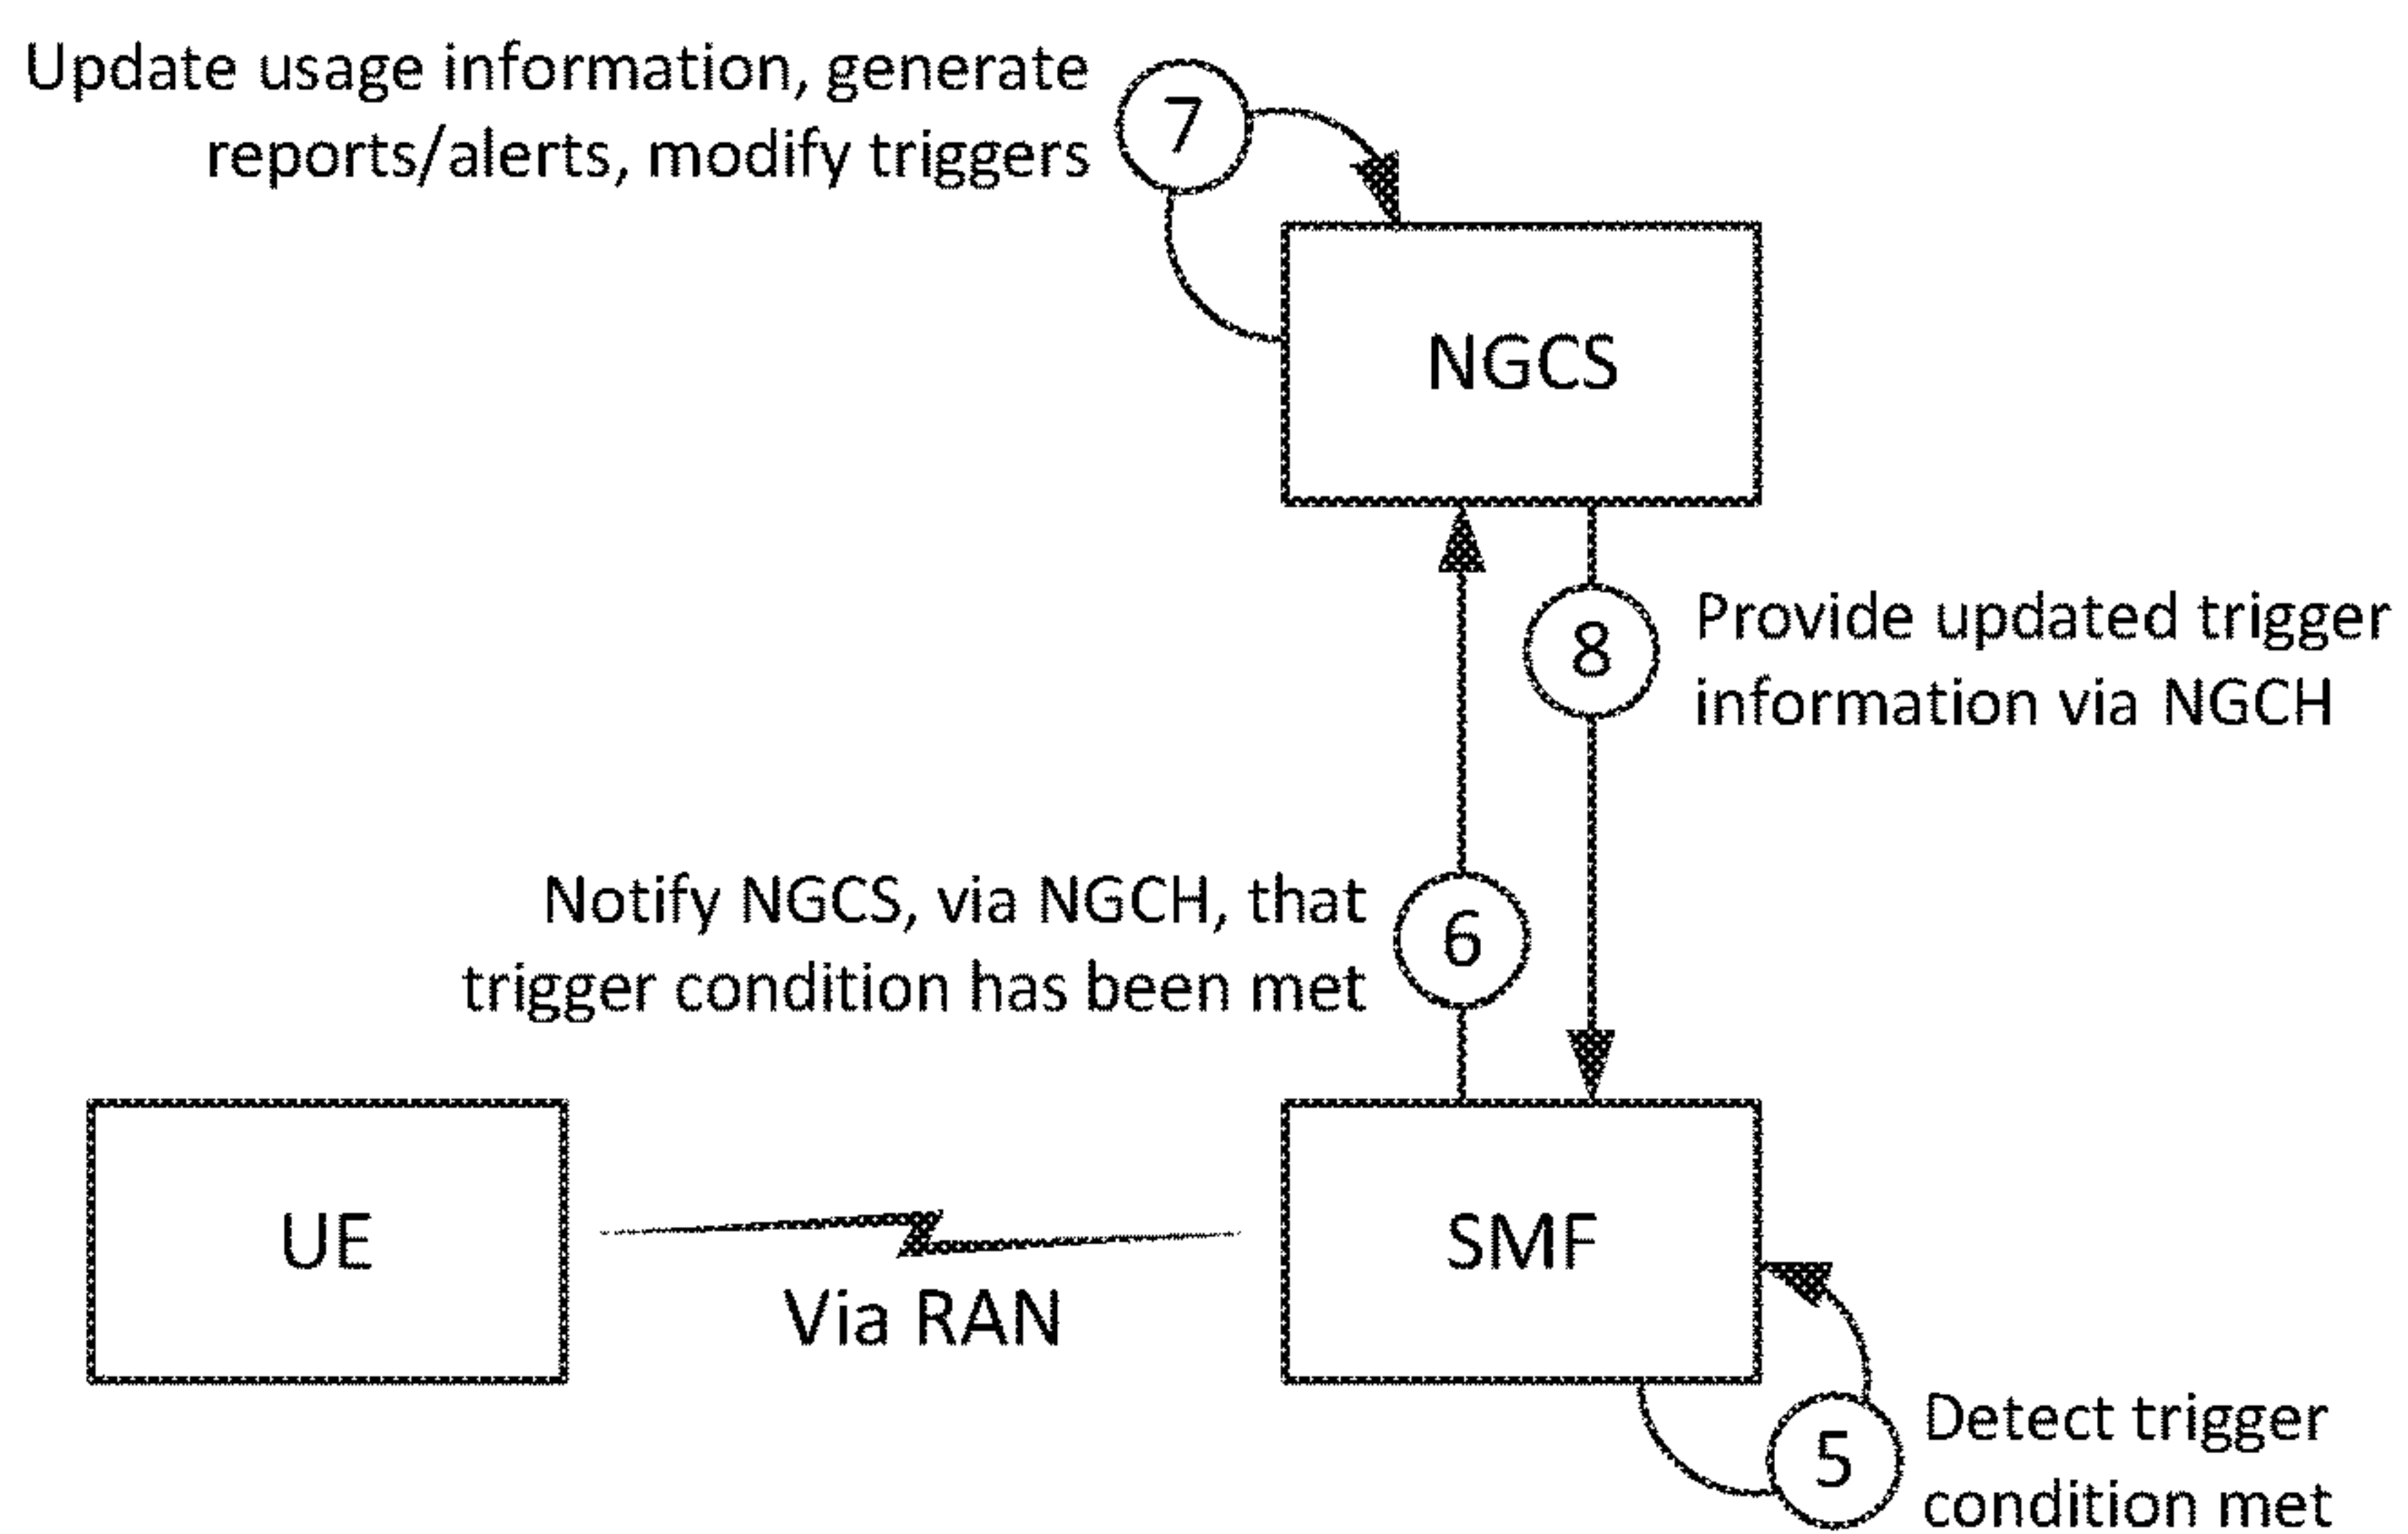 Update usage information, generate
reports/alerts, modify triggers
7
NGCS
8
Provide updated trigger
information via NGCH
Notify NGCS, via NGCH, that
trigger condition has been met
6
UE
Via RAN
SMF
5
Detect trigger
condition met